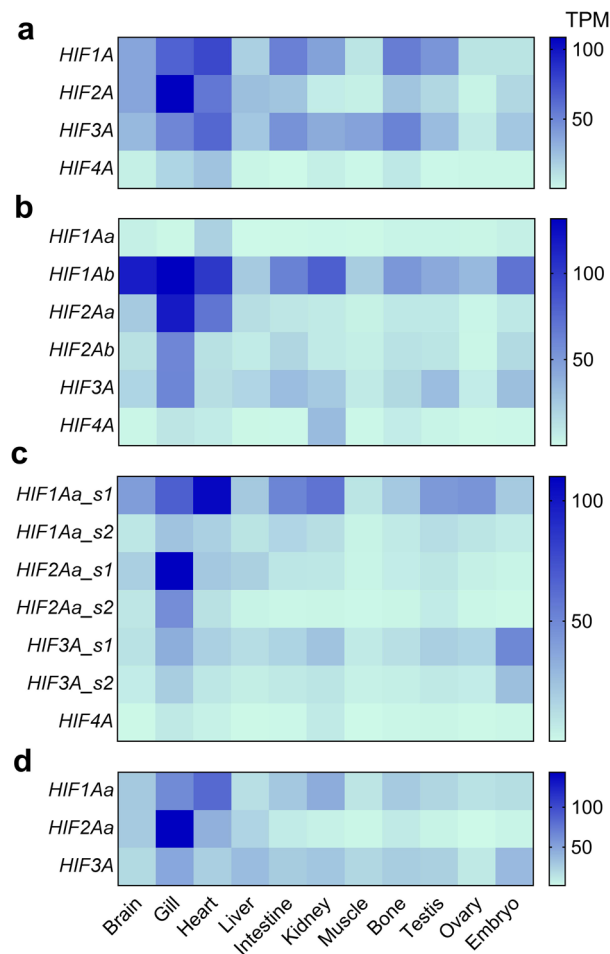 a
TPM
HIF1A
HIF2A
HIF3A
HIF4A
100
50
b
HIF1Aa
HIF1Ab
HIF2Aa
HIF2Ab
HIF3A
HIF4A
100
50
c
HIF1Aa_s1
HIF1Aa_s2
HIF2Aa_s1
HIF2Aa_s2
HIF3A_s1
HIF3A_s2
HIF4A
100
50
d
HIF1Aa
HIF2Aa
HIF3A
100
50
Brain Gill Heart Liver Intestine Kidney Muscle Bone Testis Ovary Embryo